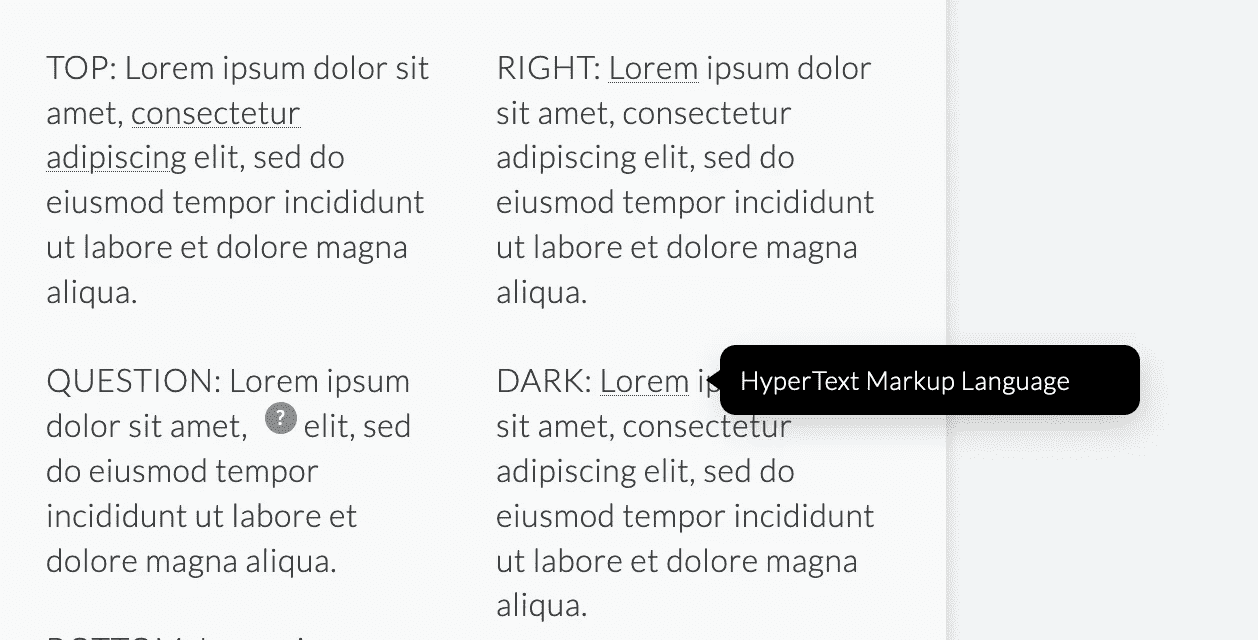 TOP: Lorem ipsum dolor sit
amet, consectetur
adipiscing elit, sed do
eiusmod tempor incididunt
ut labore et dolore magna
aliqua.
RIGHT: Lorem ipsum dolor
sit amet, consectetur
adipiscing elit, sed do
eiusmod tempor incididunt
ut labore et dolore magna
aliqua.
QUESTION: Lorem ipsum
dolor sit amet, ? elit, sed
do eiusmod tempor
incididunt ut labore et
dolore magna aliqua.
DARK: Lorem
HyperText Markup Language
sit amet, consectetur
adipiscing elit, sed do
eiusmod tempor incididunt
ut labore et dolore magna
aliqua.